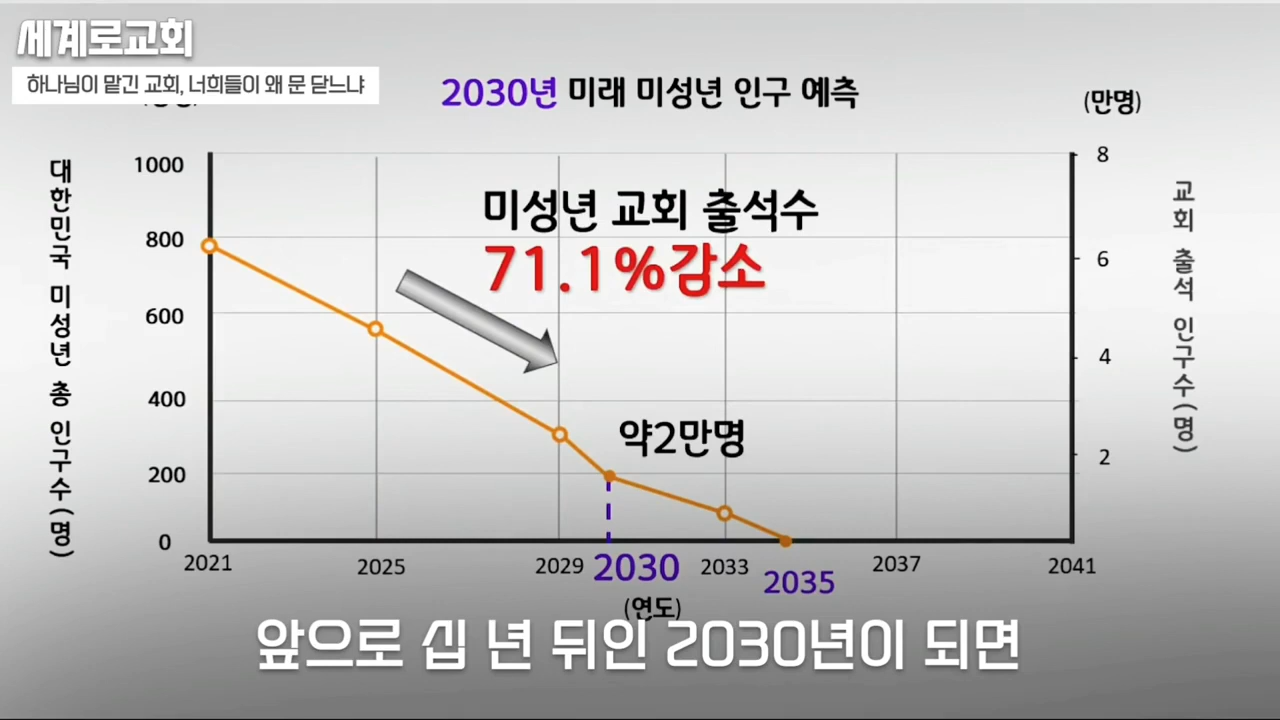 세계로교회
하나님이 맡긴 교회, 너희들이 왜 문 닫느냐
2030년 미래 미성년 인구 예측
(만명)
대한민국 미성년 총 인구수(명)
1000
800
600
400
200
0
미성년 교회 출석수
71.1%감소
약2만명
8
6
4
2
교회 출석 인구수(명)
2021
2025
2029
2030
2033
2035
2037
2041
(연도)
앞으로 십 년 뒤인 2030년이 되면